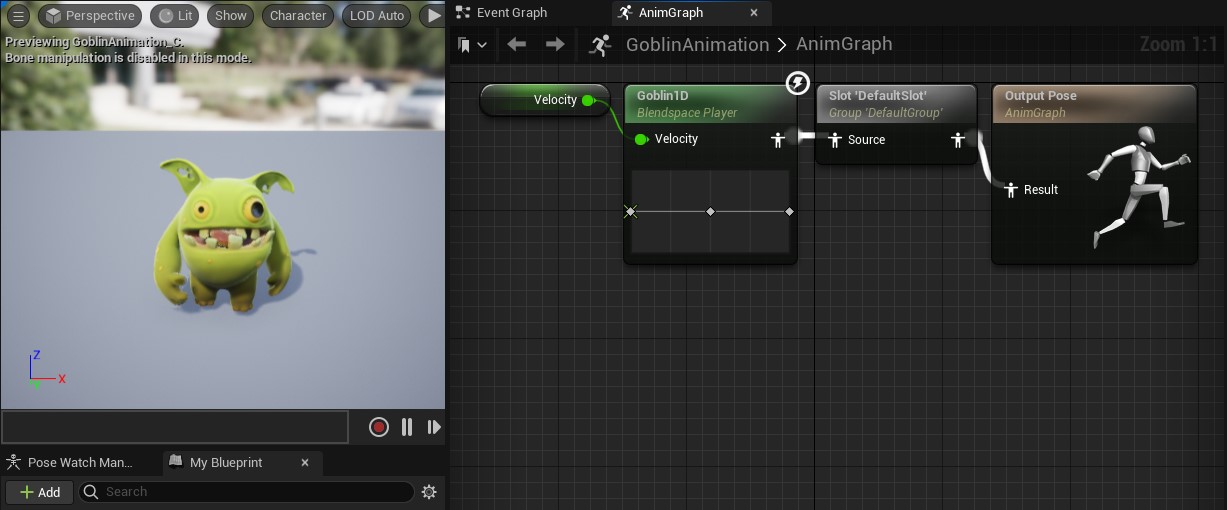 Perspective
Lit
Show
Character
LOD Auto
Previewing GoblinAnimation_C.
Bone manipulation is disabled in this mode.
Z
X
Pose Watch Man...
My Blueprint
Add
Search
Event Graph
AnimGraph
GoblinAnimation > AnimGraph
Zoom 1:1
Velocity
Goblin1D
Blendspace Player
Velocity
Slot 'DefaultSlot'
Group 'DefaultGroup'
Source
Output Pose
AnimGraph
Result